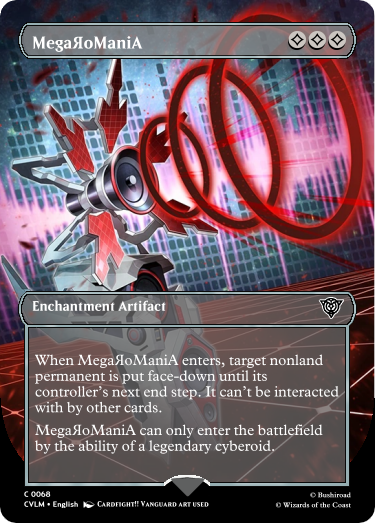 MegaЯoManiA
Enchantment Artifact
When MegaЯoManiA enters, target nonland
permanent is put face-down until its
controller's next end step. It can't be interacted
with by other cards.
MegaЯoManiA can only enter the battlefield
by the ability of a legendary cyberoid.
C 0068
CVLM • English CARDFIGHT!! VANGUARD ART USED
© Bushiroad
© Wizards of the Coast